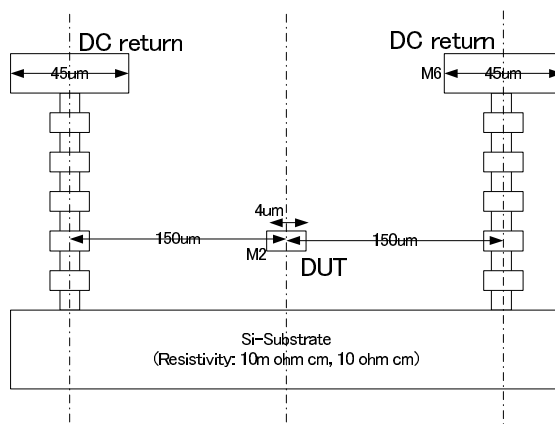 DC return
DC return
45um
M6
45um
4um
150um
150um
M2
DUT
Si-Substrate
(Resistivity: 10m ohm cm, 10 ohm cm)